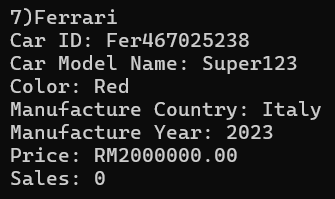 7)Ferrari
Car ID: Fer467025238
Car Model Name: Super123
Color: Red
Manufacture Country: Italy
Manufacture Year: 2023
Price: RM2000000.00
Sales: 0